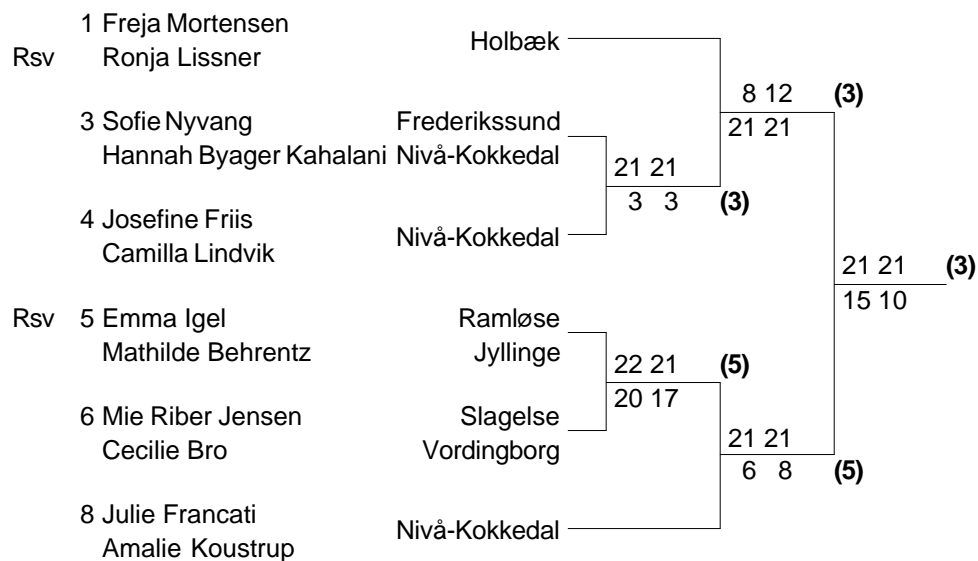 1 Freja Mortensen
Holbæk
Rsv Ronja Lissner
8 12 (3)
3 Sofie Nyvang Frederikssund 21 21
Hannah Byager Kahalani Nivå-Kokkedal
21 21
3 3 (3)
4 Josefine Friis
Nivå-Kokkedal
Camilla Lindvik
21 21 (3)
15 10
Rsv 5 Emma Igel Ramløse
Mathilde Behrentz Jyllinge
22 21 (5)
20 17
6 Mie Riber Jensen Slagelse
21 21
Cecilie Bro Vordingborg
6 8 (5)
8 Julie Francati
Nivå-Kokkedal
Amalie Koustrup